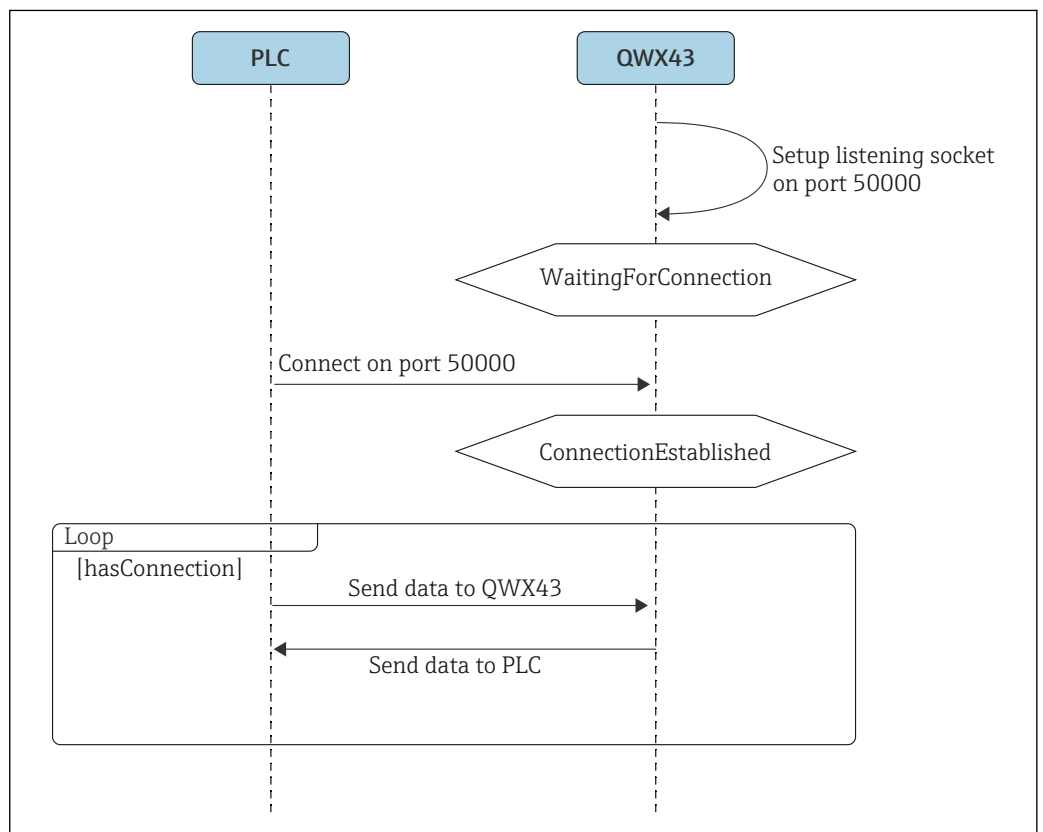 PLC
QWX43
Setup listening socket
on port 50000
WaitingForConnection
Connect on port 50000
ConnectionEstablished
Loop
[hasConnection]
Send data to QWX43
Send data to PLC